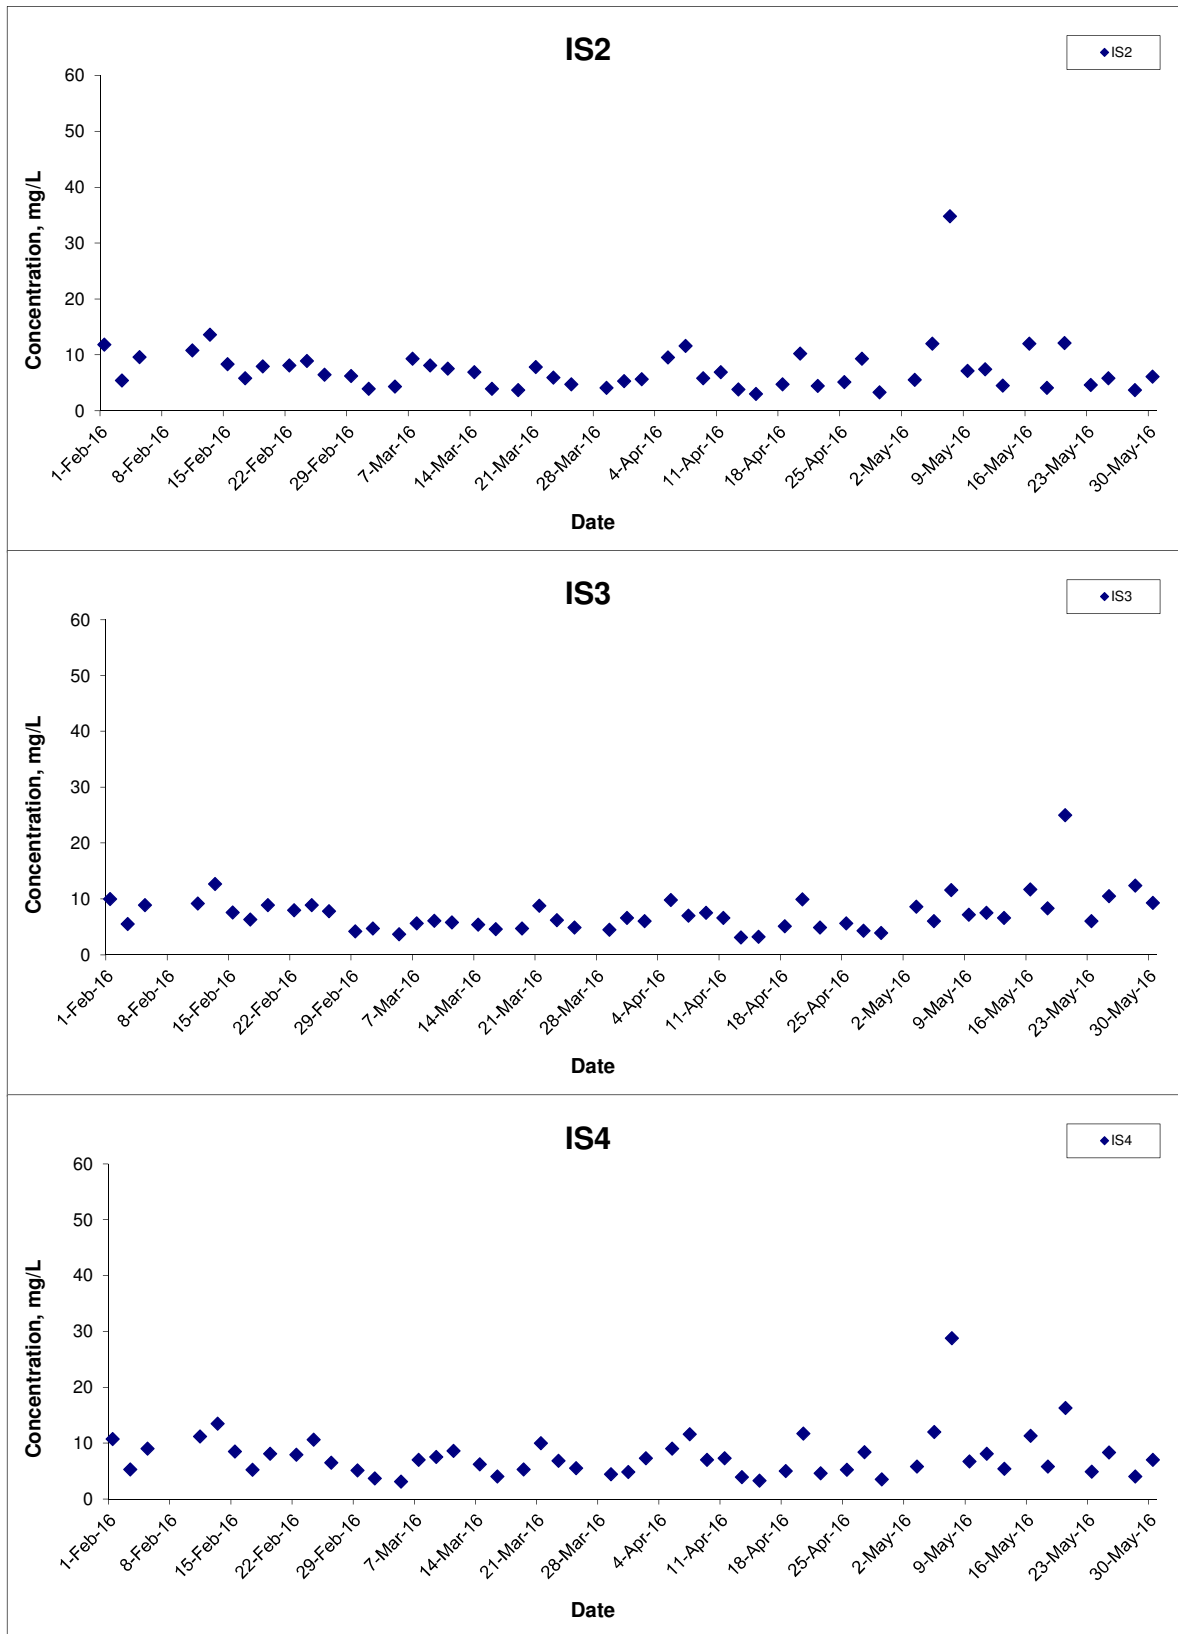 IS2
IS2
60
50
40
30
20
10
0
Concentration, mg/L
1-Feb-16
8-Feb-16
15-Feb-16
22-Feb-16
29-Feb-16
7-Mar-16
14-Mar-16
21-Mar-16
28-Mar-16
4-Apr-16
11-Apr-16
18-Apr-16
25-Apr-16
2-May-16
9-May-16
16-May-16
23-May-16
30-May-16
Date
IS3
IS3
60
50
40
30
20
10
0
Concentration, mg/L
1-Feb-16
8-Feb-16
15-Feb-16
22-Feb-16
29-Feb-16
7-Mar-16
14-Mar-16
21-Mar-16
28-Mar-16
4-Apr-16
11-Apr-16
18-Apr-16
25-Apr-16
2-May-16
9-May-16
16-May-16
23-May-16
30-May-16
Date
IS4
IS4
60
50
40
30
20
10
0
Concentration, mg/L
1-Feb-16
8-Feb-16
15-Feb-16
22-Feb-16
29-Feb-16
7-Mar-16
14-Mar-16
21-Mar-16
28-Mar-16
4-Apr-16
11-Apr-16
18-Apr-16
25-Apr-16
2-May-16
9-May-16
16-May-16
23-May-16
30-May-16
Date